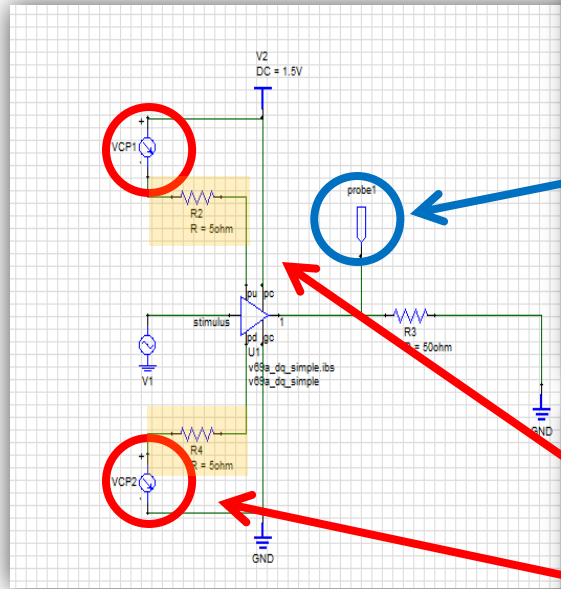 V2
DC = 1.5V
+
VCP1
-
R2
R = 5ohm
probe1
pu pc
stimulus
1
pd gc
U1
v69a_dq_simple.ibs
v69a_dq_simple
R3
= 50ohm
V1
GND
R4
R = 5ohm
+
VCP2
-
GND